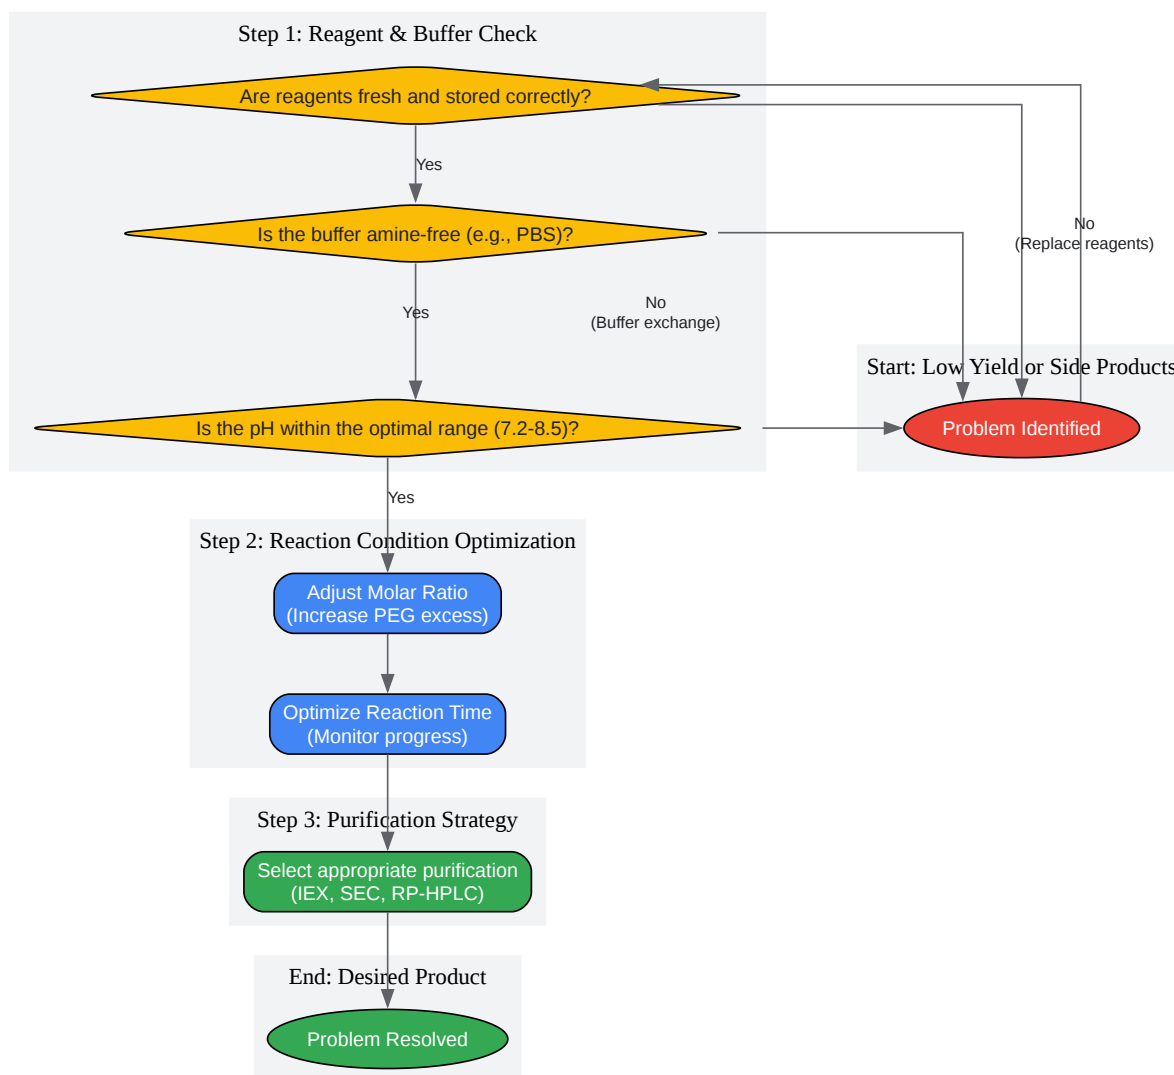 Step 1: Reagent & Buffer Check
Are reagents fresh and stored correctly?
Yes
Is the buffer amine-free (e.g., PBS)?
No
(Replace reagents)
Yes
No
(Buffer exchange)
Start: Low Yield or Side Products
Is the pH within the optimal range (7.2-8.5)?
Problem Identified
Yes
Step 2: Reaction Condition Optimization
Adjust Molar Ratio
(Increase PEG excess)
Optimize Reaction Time
(Monitor progress)
Step 3: Purification Strategy
Select appropriate purification
(IEX, SEC, RP-HPLC)
End: Desired Product
Problem Resolved